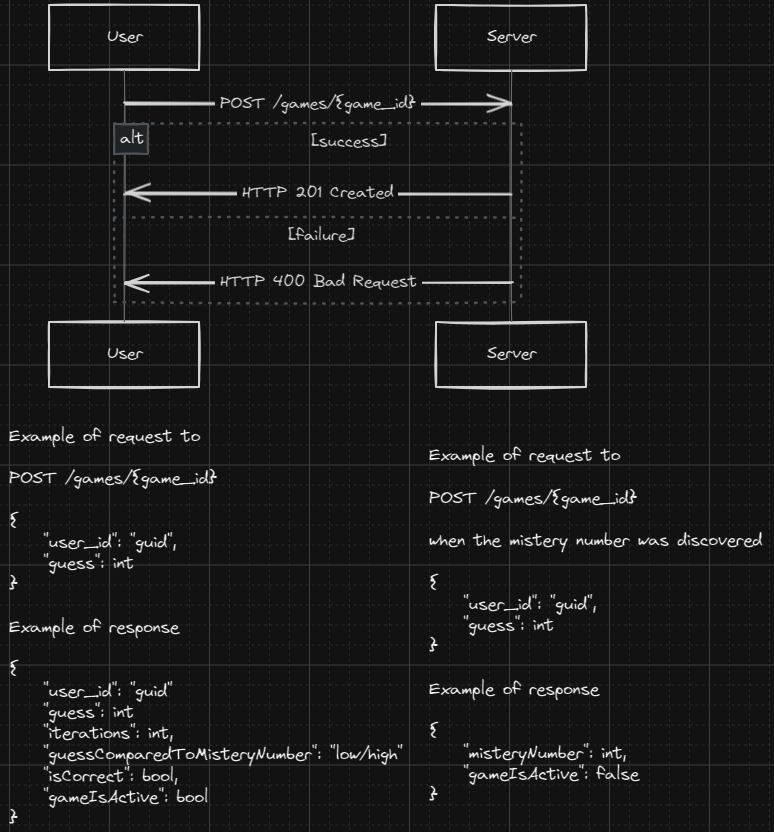 User
Server
POST /games/{game_id}
alt
[success]
HTTP 201 Created
[failure]
HTTP 400 Bad Request
User
Server
Example of request to
POST /games/{game_id}
{
"user_id": "guid",
"guess": int
}
Example of response
{
"user_id": "guid"
"guess": int
"iterations": int,
"guessComparedToMisteryNumber": "low/high"
"isCorrect": bool,
"gameIsActive": bool
}
Example of request to
POST /games/{game_id}
when the mistery number was discovered
{
"user_id": "guid",
"guess": int
}
Example of response
{
"misteryNumber": int,
"gameIsActive": false
}